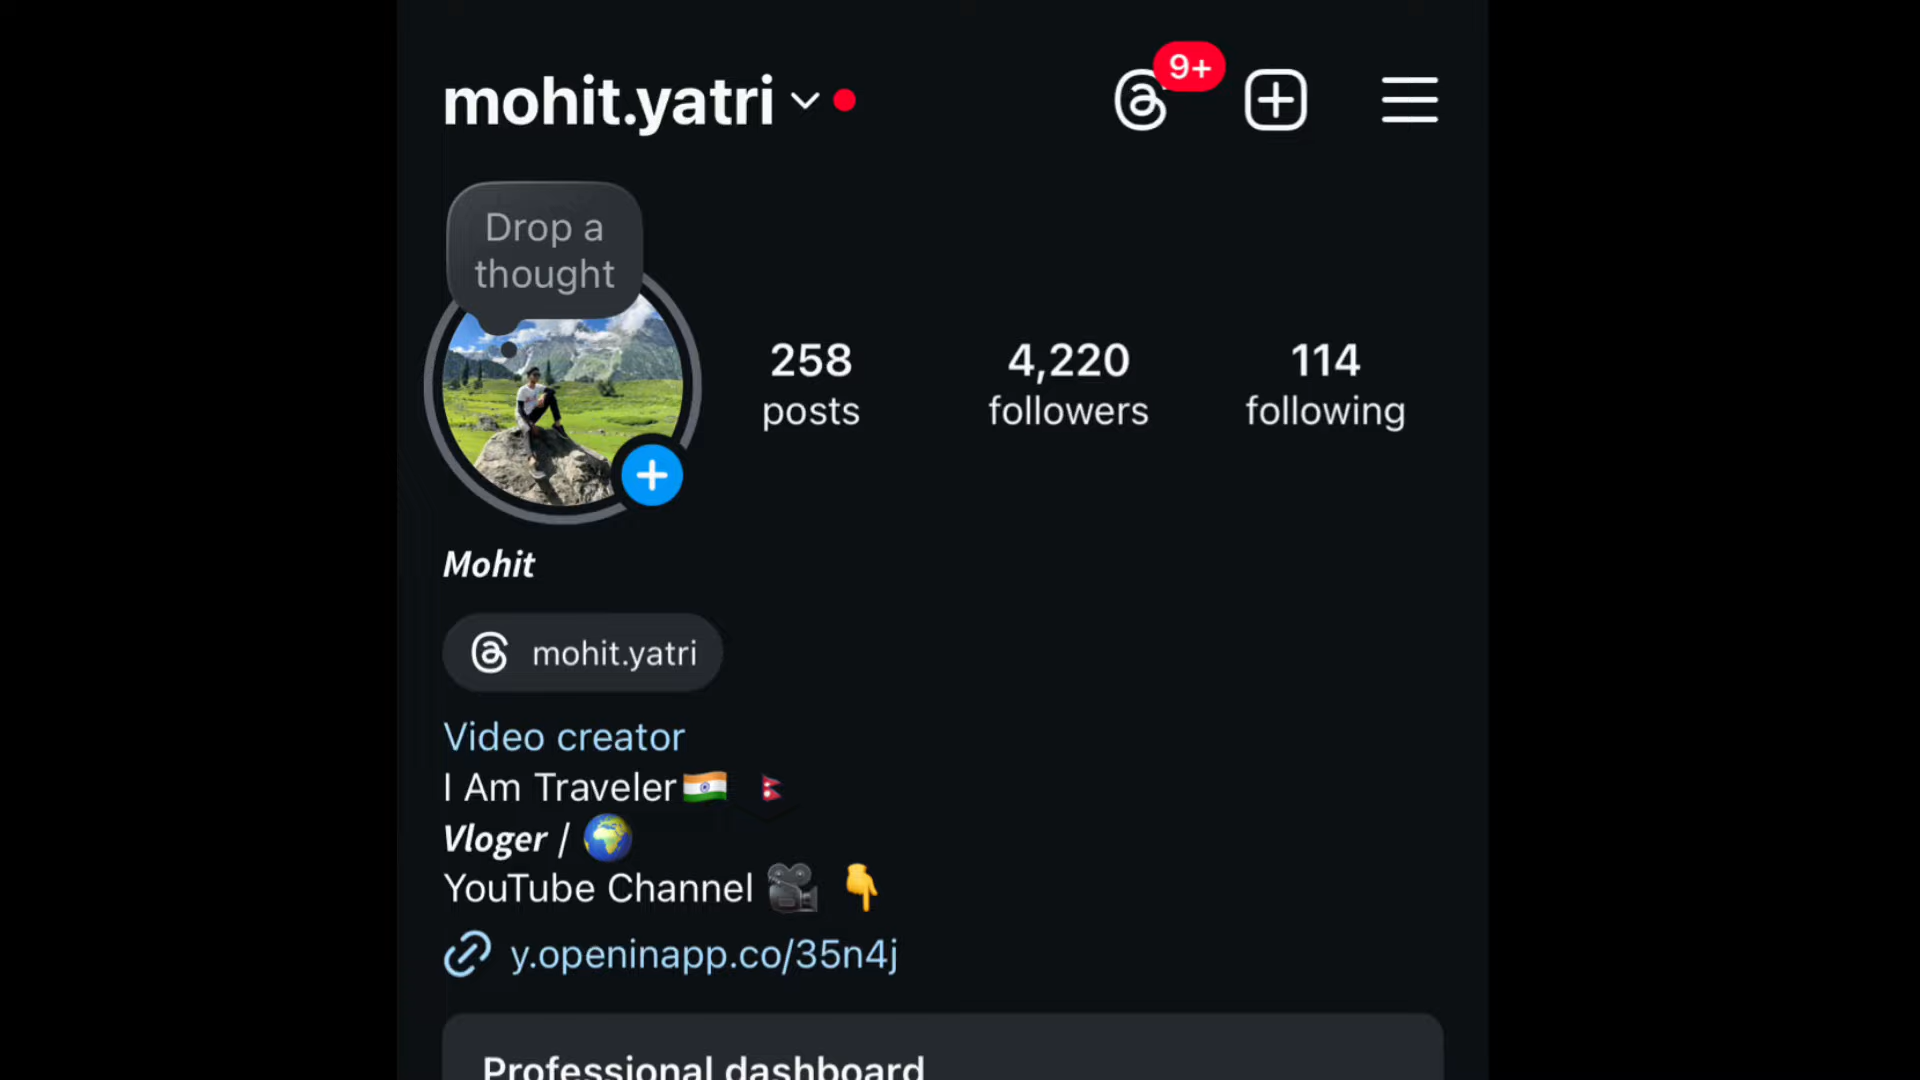 mohit.yatri
9+
Drop a
thought
258
posts
4,220
followers
114
following
Mohit
mohit.yatri
Video creator
I Am Traveler🇮🇳 🇳🇵
Vloger / 🌍
YouTube Channel 🎥 👇
y.openinapp.co/35n4j
Professional dashboard